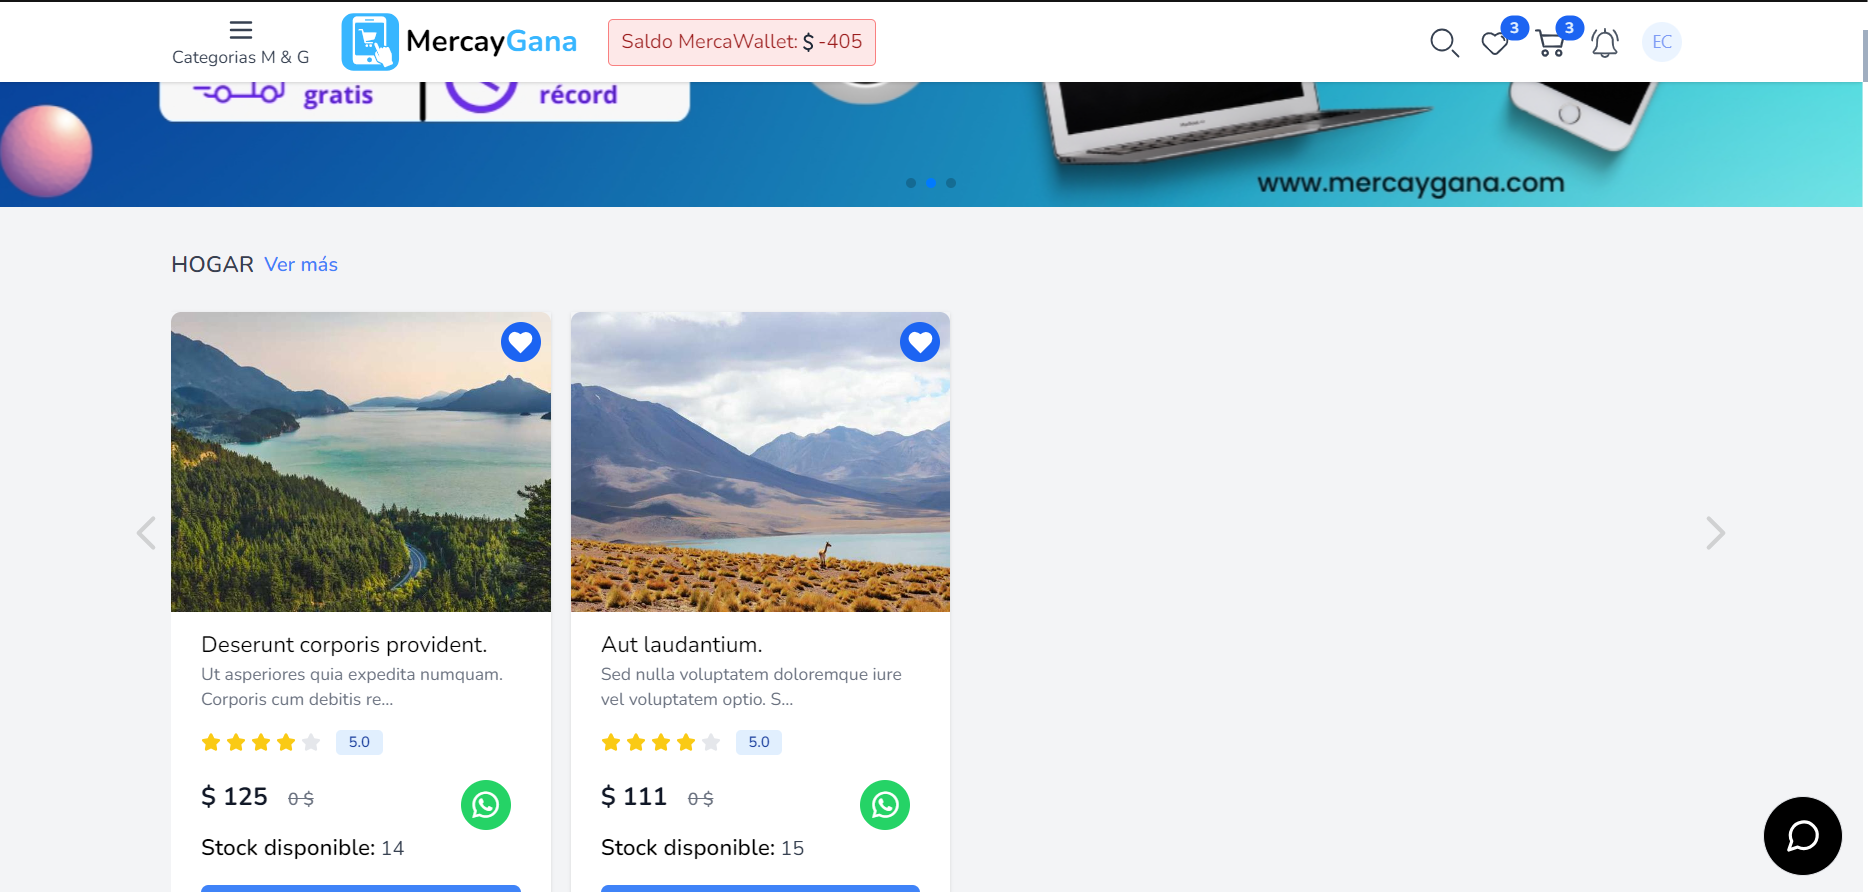 Categorias M & G
MercayGana
Saldo MercaWallet: $ -405
3
3
EC
gratis
récord
www.mercaygana.com
HOGAR Ver más
Deserunt corporis provident.
Ut asperiores quia expedita numquam.
Corporis cum debitis re...
5.0
$ 125 0 $
Stock disponible: 14
Aut laudantium.
Sed nulla voluptatem doloremque iure
vel voluptatem optio. S...
5.0
$ 111 0 $
Stock disponible: 15